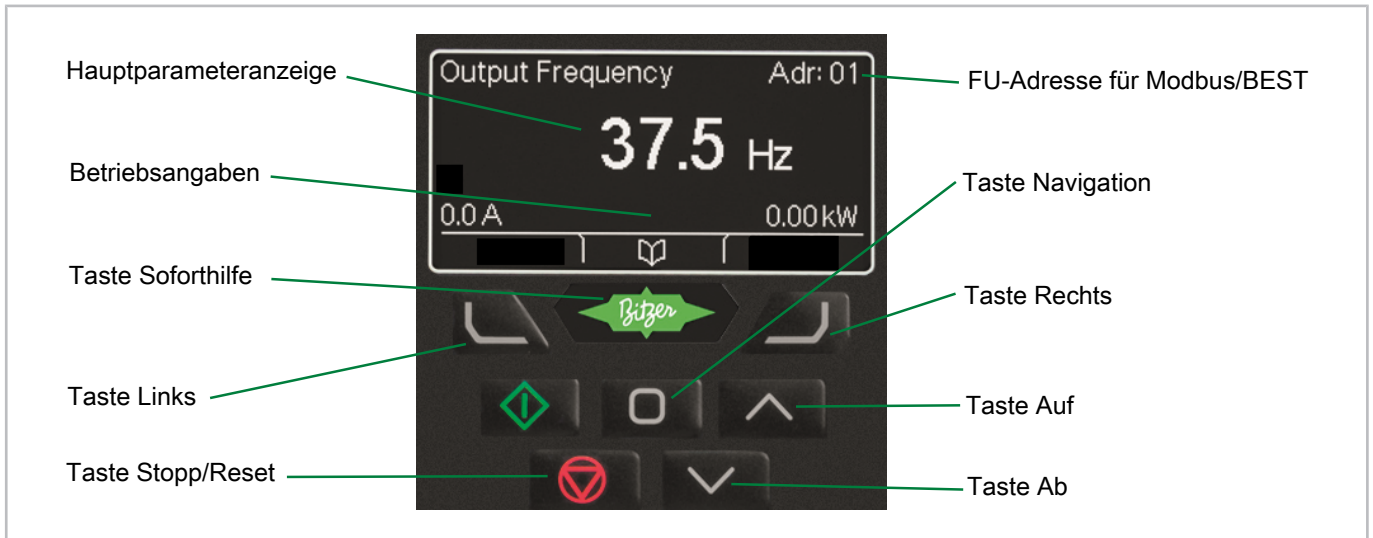 Hauptparameteranzeige
Output Frequency
Adr: 01
FU-Adresse für Modbus/BEST
37.5 Hz
Betriebsangaben
Taste Navigation
0.0 A
0.00 kW
Taste Soforthilfe
Bitzer
Taste Rechts
Taste Links
Taste Auf
Taste Stopp/Reset
Taste Ab